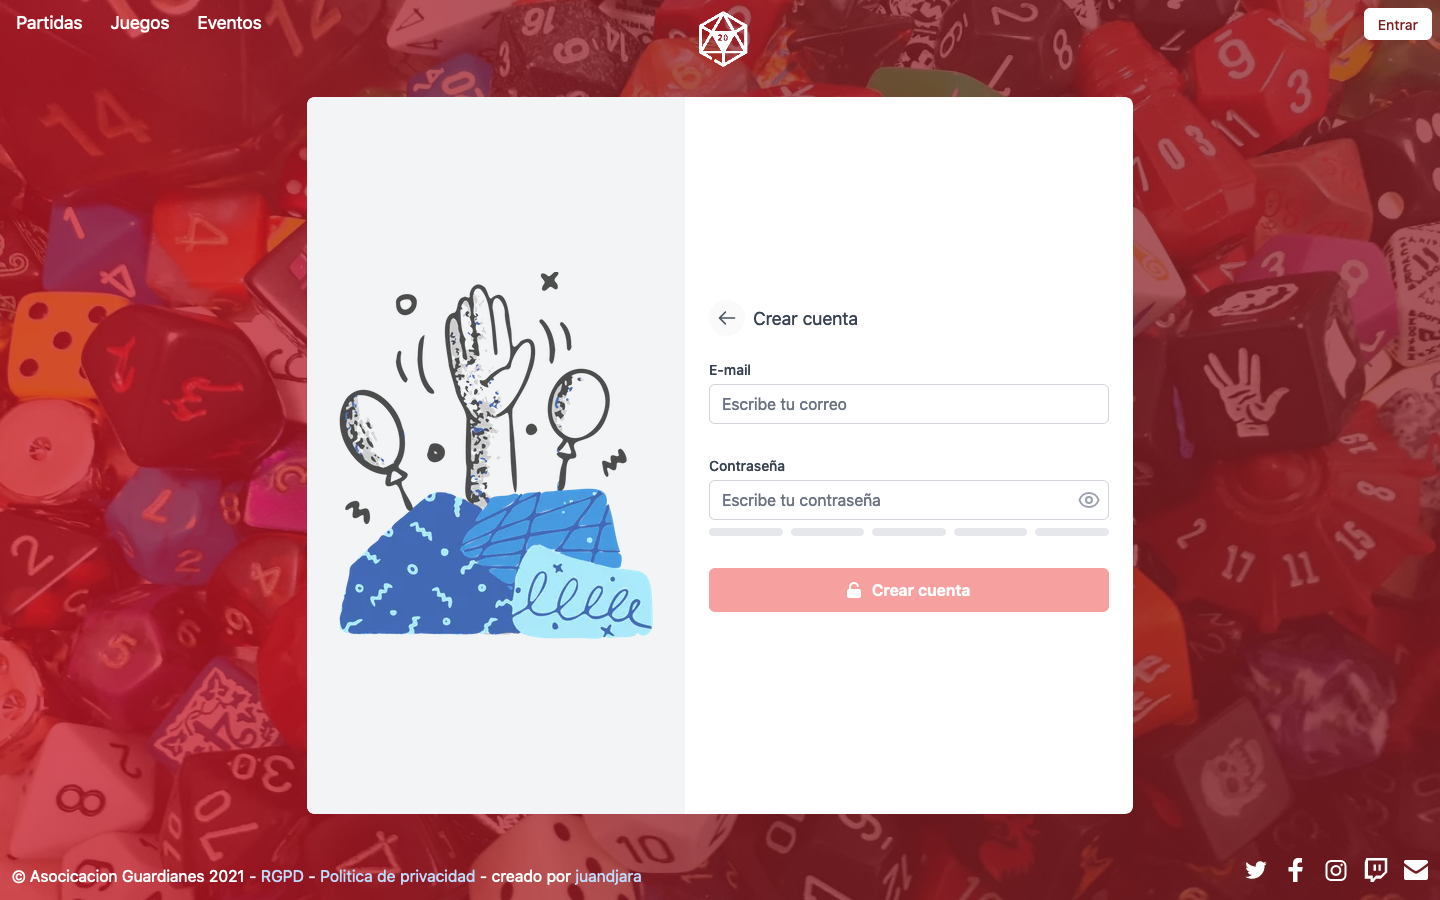 Partidas Juegos Eventos
20
Entrar
Crear cuenta
E-mail
Escribe tu correo
Contraseña
Escribe tu contraseña
Crear cuenta
© Asocicacion Guardianes 2021 - RGPD - Politica de privacidad - creado por juandjara